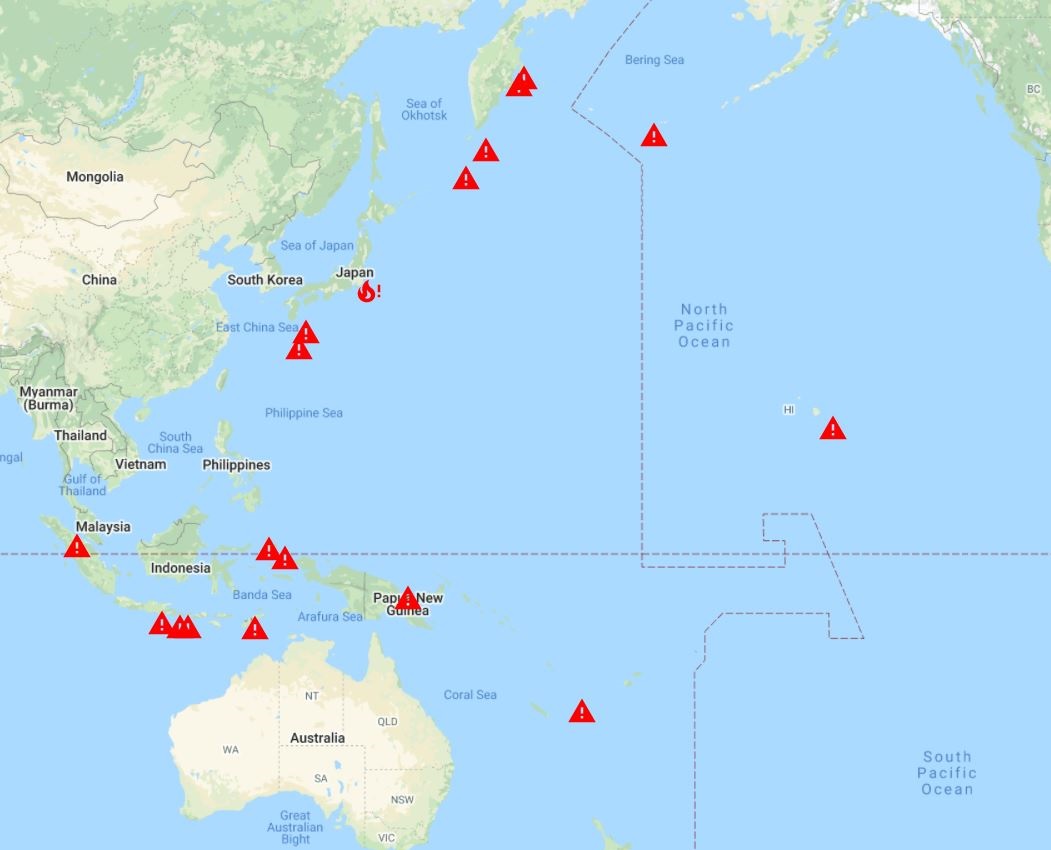 Bering Sea
BC
Sea of
Okhotsk
Mongolia
Sea of Japan
Japan
South Korea
China
North
Pacific
Ocean
East China Sea
Myanmar
(Burma)
HI
Philippine Sea
Thailand
South
China Sea
ngal
Vietnam
Philippines
Gulf of
Thailand
Malaysia
Indonesia
Banda Sea
Papua New
Guinea
Arafura Sea
Coral Sea
NT
QLD
Australia
WA
SA
South
Pacific
Ocean
NSW
Great
Australian
Bight
VIC